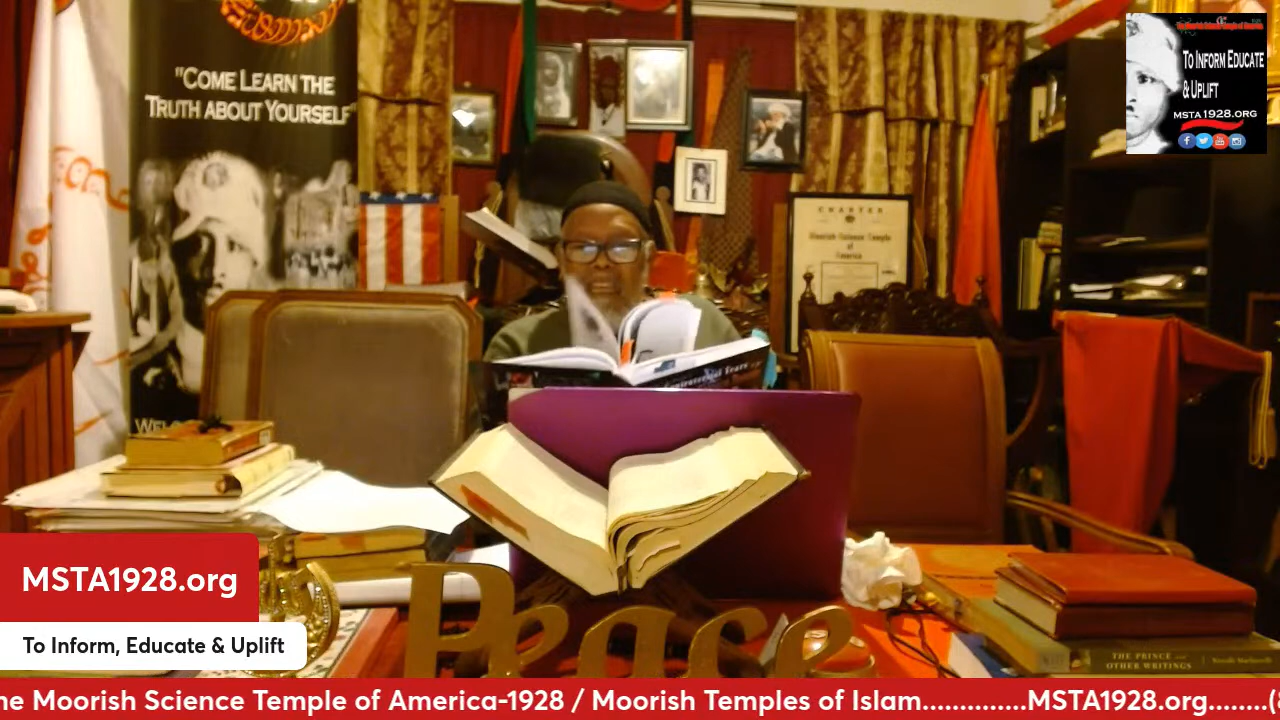 "COME LEARN THE
TRUTH ABOUT YOURSELF"
To INFORM EDUCATE
& UPLIFT
MSTA 1928.ORG
CHARTER
Moorish Science Temple
of
America
MSTA1928.org
To Inform, Educate & Uplift
Peace
THE PRINCE AND
OTHER WRITINGS
he Moorish Science Temple of America-1928 / Moorish Temples of Islam..............MSTA1928.org........(